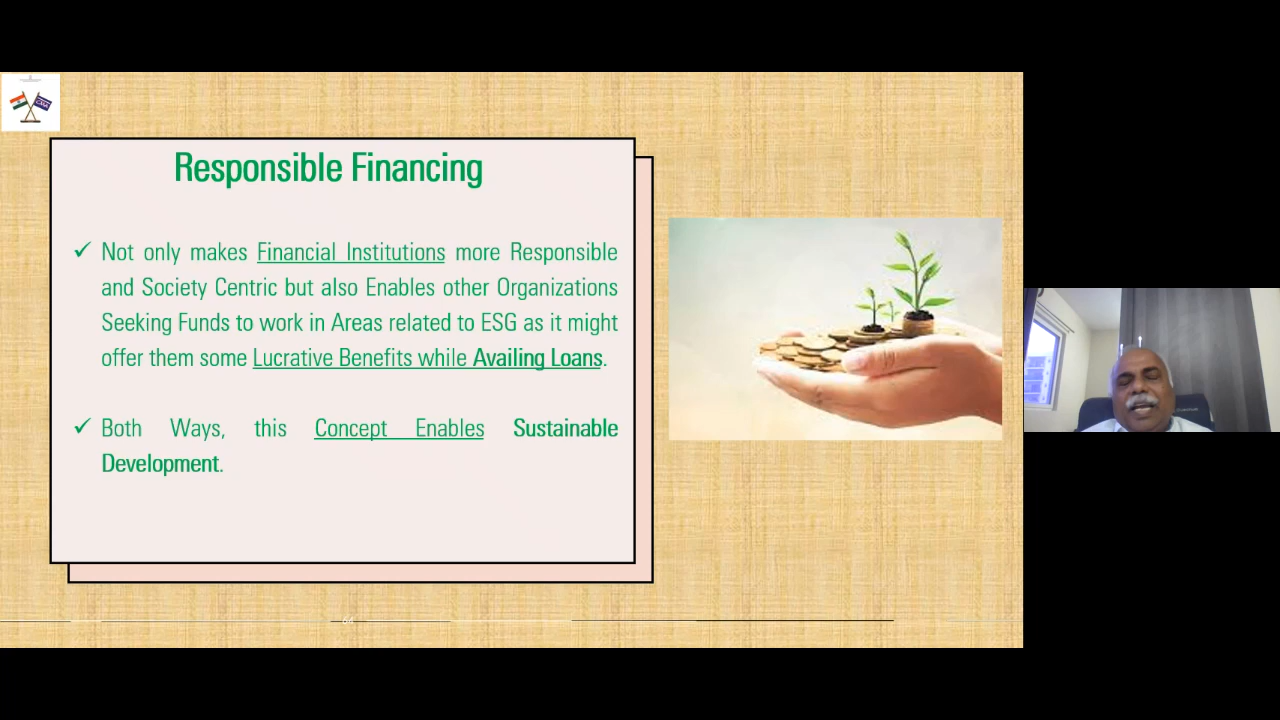 Responsible Financing
✓ Not only makes Financial Institutions more Responsible
and Society Centric but also Enables other Organizations
Seeking Funds to work in Areas related to ESG as it might
offer them some Lucrative Benefits while Availing Loans.
✓ Both Ways, this Concept Enables Sustainable
Development.
64